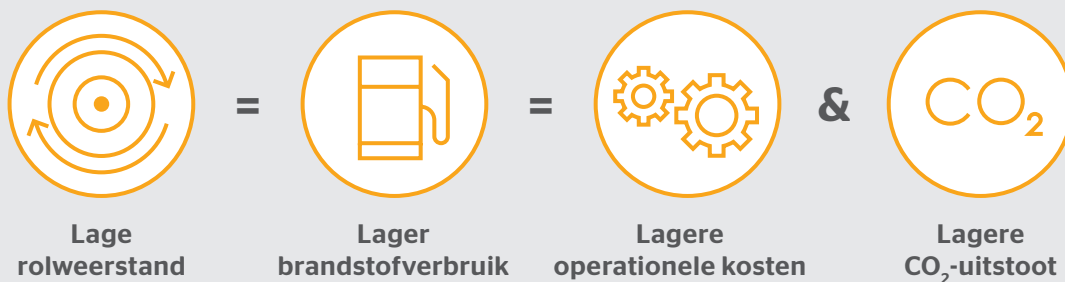 =
=
&
CO₂
Lage
rolweerstand
Lager
brandstofverbruik
Lagere
operationele kosten
Lagere
CO₂-uitstoot